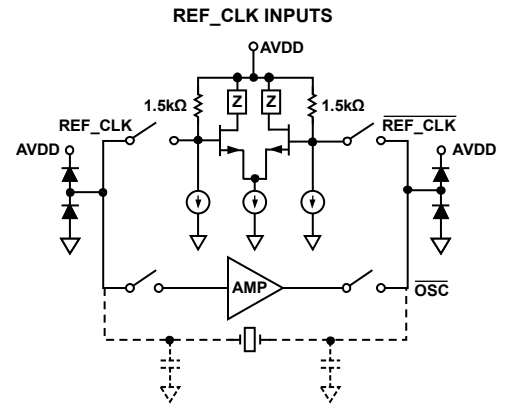 REF_CLK INPUTS
AVDD
1.5kΩ
Z
Z
1.5kΩ
REF_CLK
REF_CLK
AVDD
AVDD
AMP
OSC